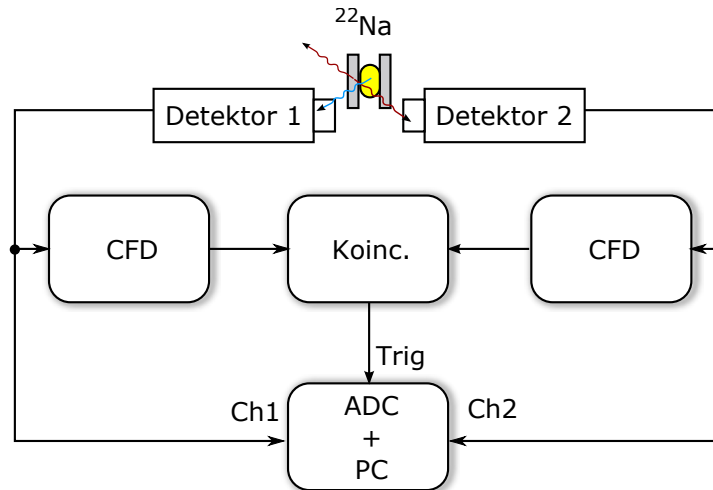 ²²Na
Detektor 1
Detektor 2
CFD
Koinc.
CFD
Trig
Ch1
ADC
+
PC
Ch2